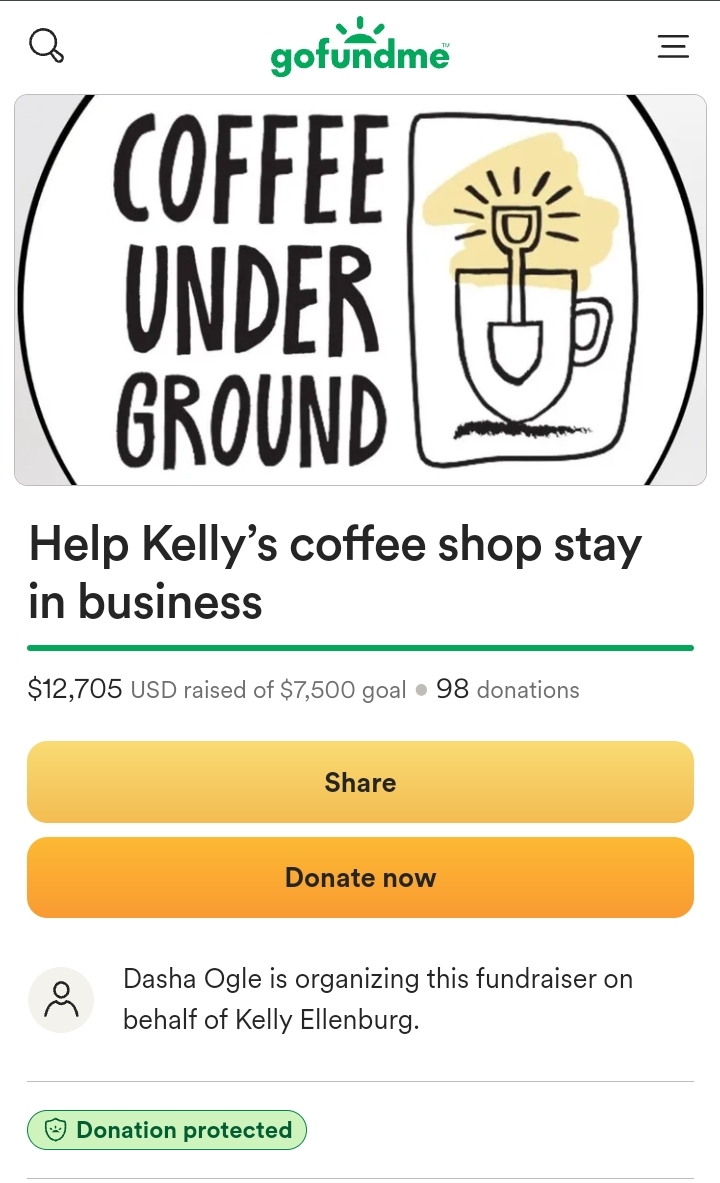 gofundme™
COFFEE
UNDER
GROUND
Help Kelly’s coffee shop stay
in business
$12,705 USD raised of $7,500 goal • 98 donations
Share
Donate now
Dasha Ogle is organizing this fundraiser on
behalf of Kelly Ellenburg.
Donation protected